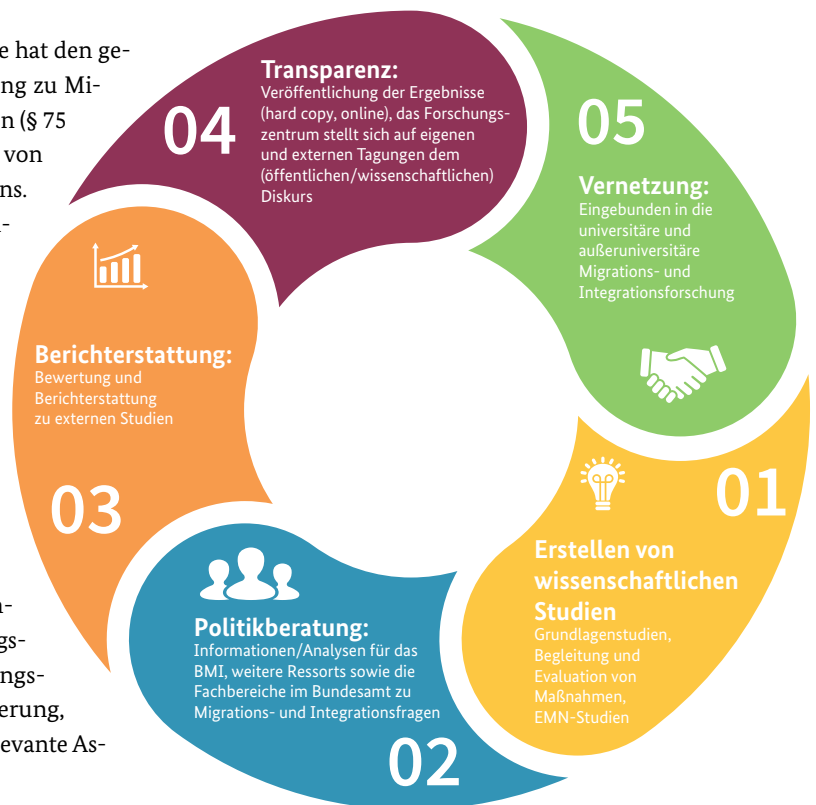 e hat den ge-
ng zu Mi-
n (§ 75
von
ns.
-
04
Transparenz:
Veröffentlichung der Ergebnisse
(hard copy, online), das Forschungs-
zentrum stellt sich auf eigenen
und externen Tagungen dem
(öffentlichen/wissenschaftlichen)
Diskurs
05
Vernetzung:
Eingebunden in die
universitäre und
außeruniversitäre
Migrations- und
Integrationsforschung
Berichterstattung:
Bewertung und
Berichterstattung
zu externen Studien
03
01
Erstellen von
wissenschaftlichen
Studien
Grundlagenstudien,
Begleitung und
Evaluation von
Maßnahmen,
EMN-Studien
Politikberatung:
Informationen/Analysen für das
BMI, weitere Ressorts sowie die
Fachbereiche im Bundesamt zu
Migrations- und Integrationsfragen
02
n-
gs-
ngs-
erung,
evante As-